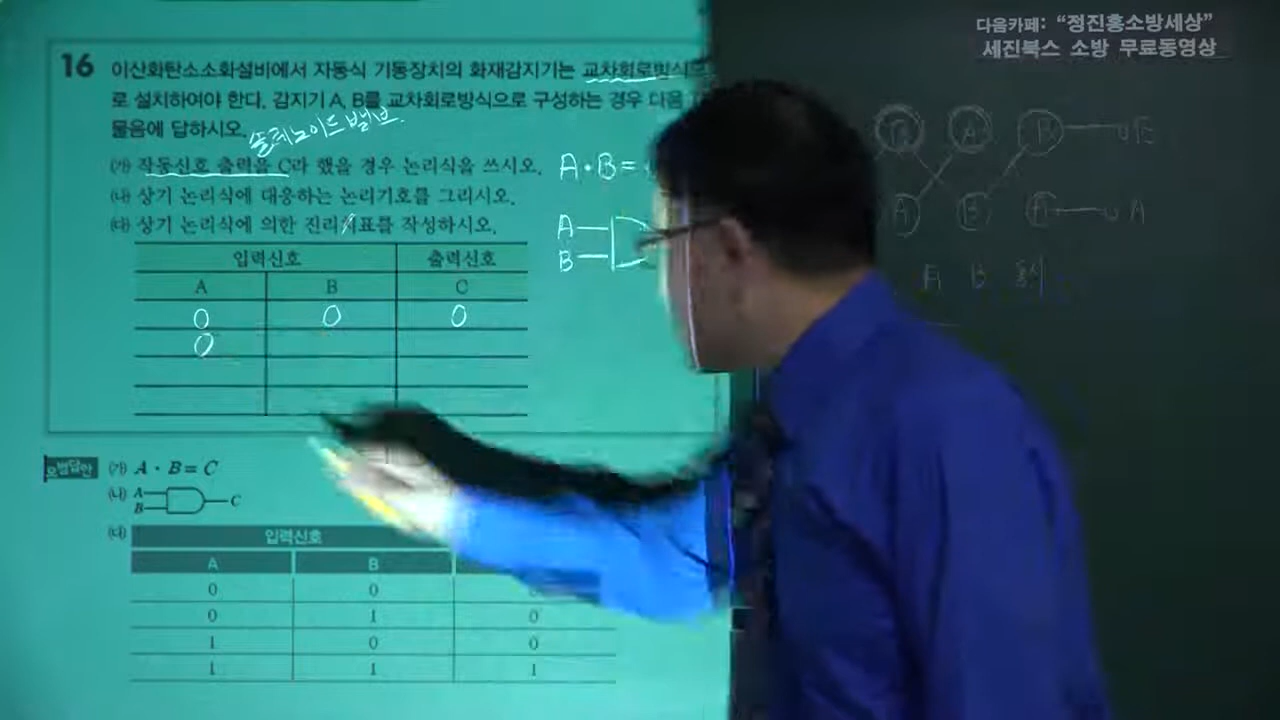 다음카페: “정진홍소방세상”
세진북스 소방 무료동영상
16 이산화탄소소화설비에서 자동식 기동장치의 화재감지기는 교차회로방식으
로 설치하여야 한다. 감지기 A, B를 교차회로방식으로 구성하는 경우 다음
물음에 답하시오.
솔레노이드 밸브
(가) 작동신호 출력을 C라 했을 경우 논리식을 쓰시오. A·B=
(나) 상기 논리식에 대응하는 논리기호를 그리시오.
(다) 상기 논리식에 의한 진리치표를 작성하시오.
A
B
입력신호 출력신호
A B C
0 0 0
0
모범답안 (가) A · B = C
(나) A B C
(다)
입력신호
A B
0 0 0
0 1 0
1 0 0
1 1 1
B A B
A B
A
A B